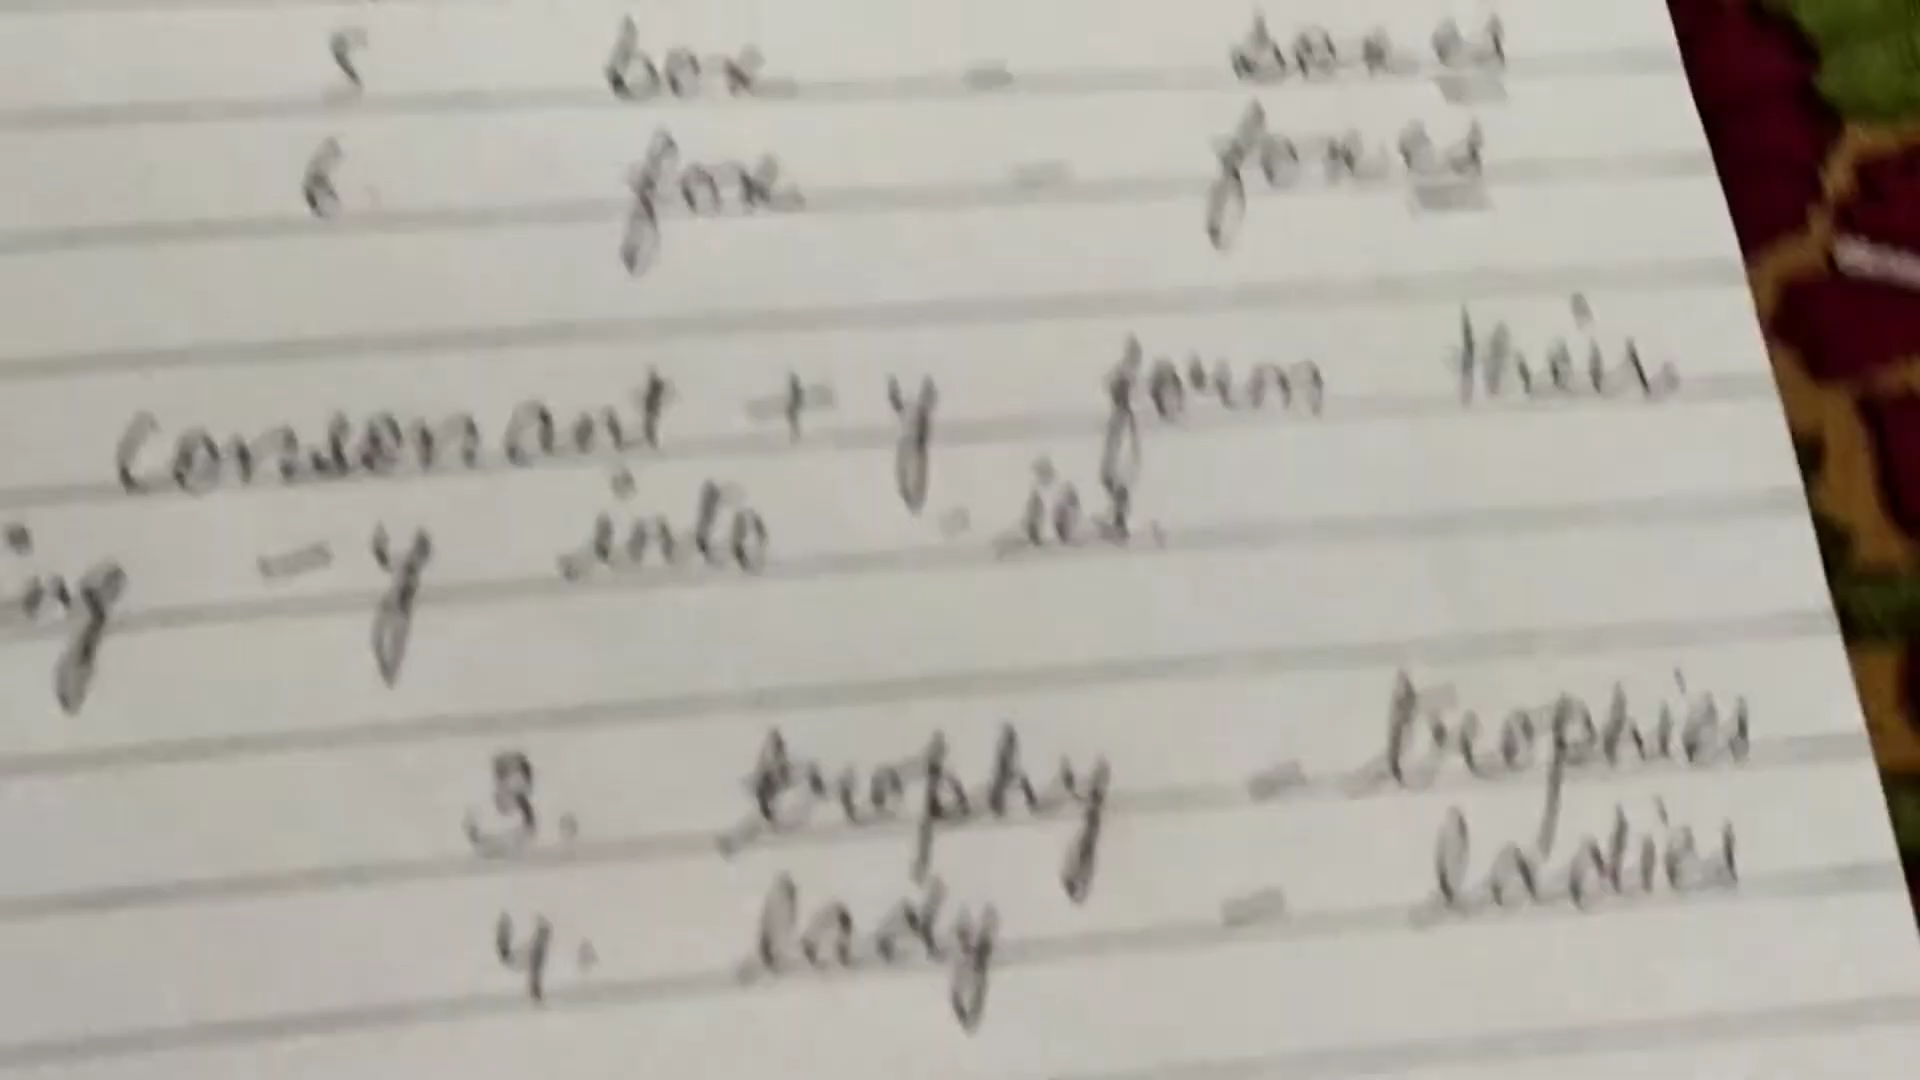 5 box - boxes
6. fox - foxes
consonant + y form their
ing - y into - ies.
3. trophy - trophies
4. lady - ladies